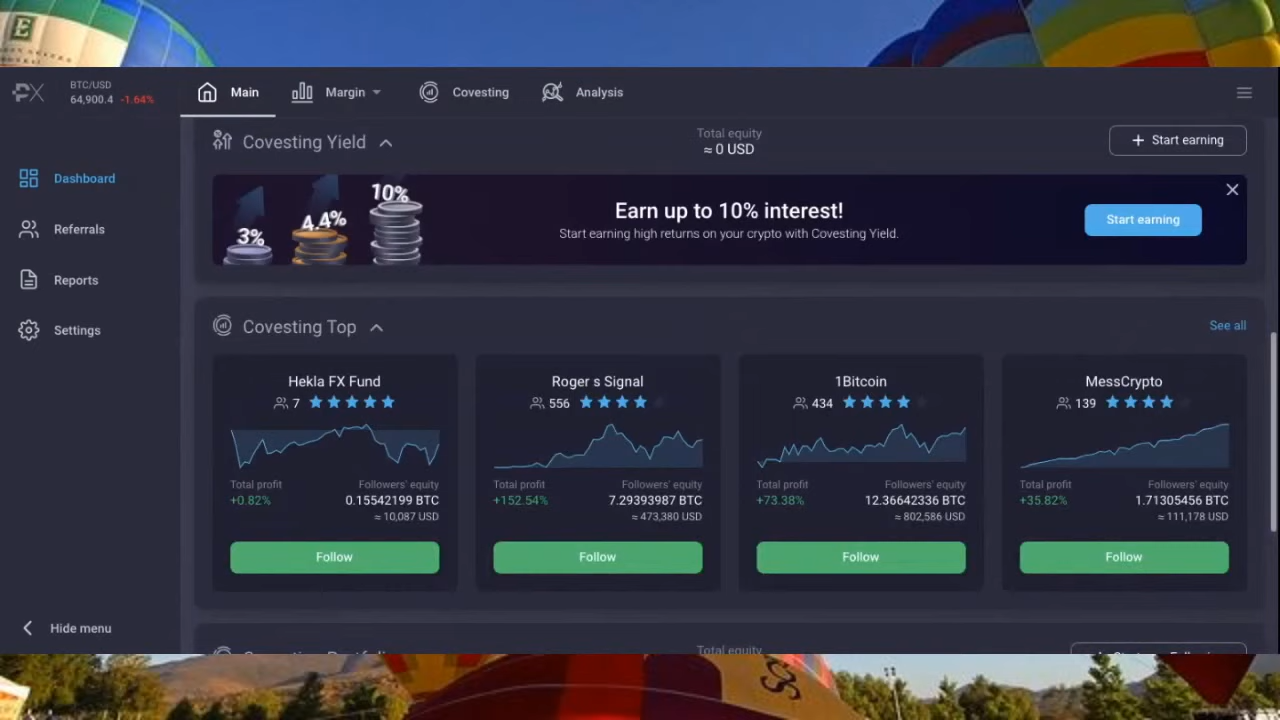 E
BTC/USD
64,900.4 -1.64%
Main
Margin
Covesting
Analysis
Dashboard
Referrals
Reports
Settings
Hide menu
Covesting Yield
Total equity
≈ 0 USD
+ Start earning
3%
4.4%
10%
Earn up to 10% interest!
Start earning high returns on your crypto with Covesting Yield.
Start earning
Covesting Top
See all
Hekla FX Fund
7
Total profit
Followers' equity
+0.82%
0.15542199 BTC
≈ 10,087 USD
Follow
Roger s Signal
556
Total profit
Followers' equity
+152.54%
7.29393987 BTC
≈ 473,380 USD
Follow
1Bitcoin
434
Total profit
Followers' equity
+73.38%
12.36642336 BTC
≈ 802,586 USD
Follow
MessCrypto
139
Total profit
Followers' equity
+35.82%
1.71305456 BTC
≈ 111,178 USD
Follow
Total equity